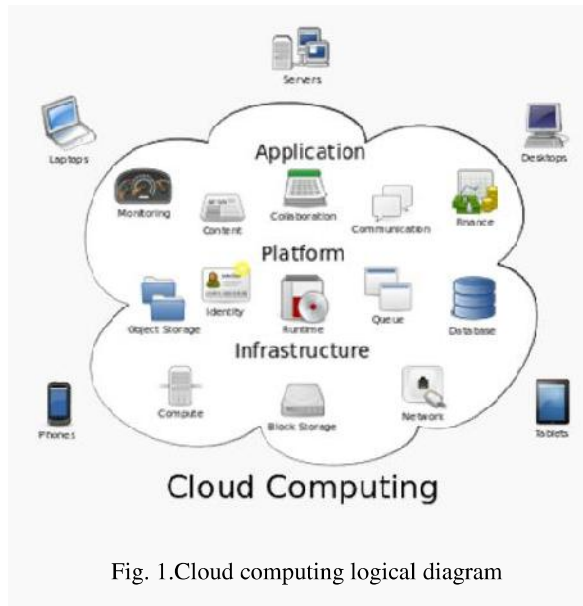 Servers
Laptops
Desktops
Application
Monitoring
Content
Collaboration
Communication
Finance
Platform
Object Storage
Identity
Runtime
Queue
Database
Infrastructure
Compute
Block Storage
Network
Phones
Tablets
Cloud Computing
Fig. 1.Cloud computing logical diagram